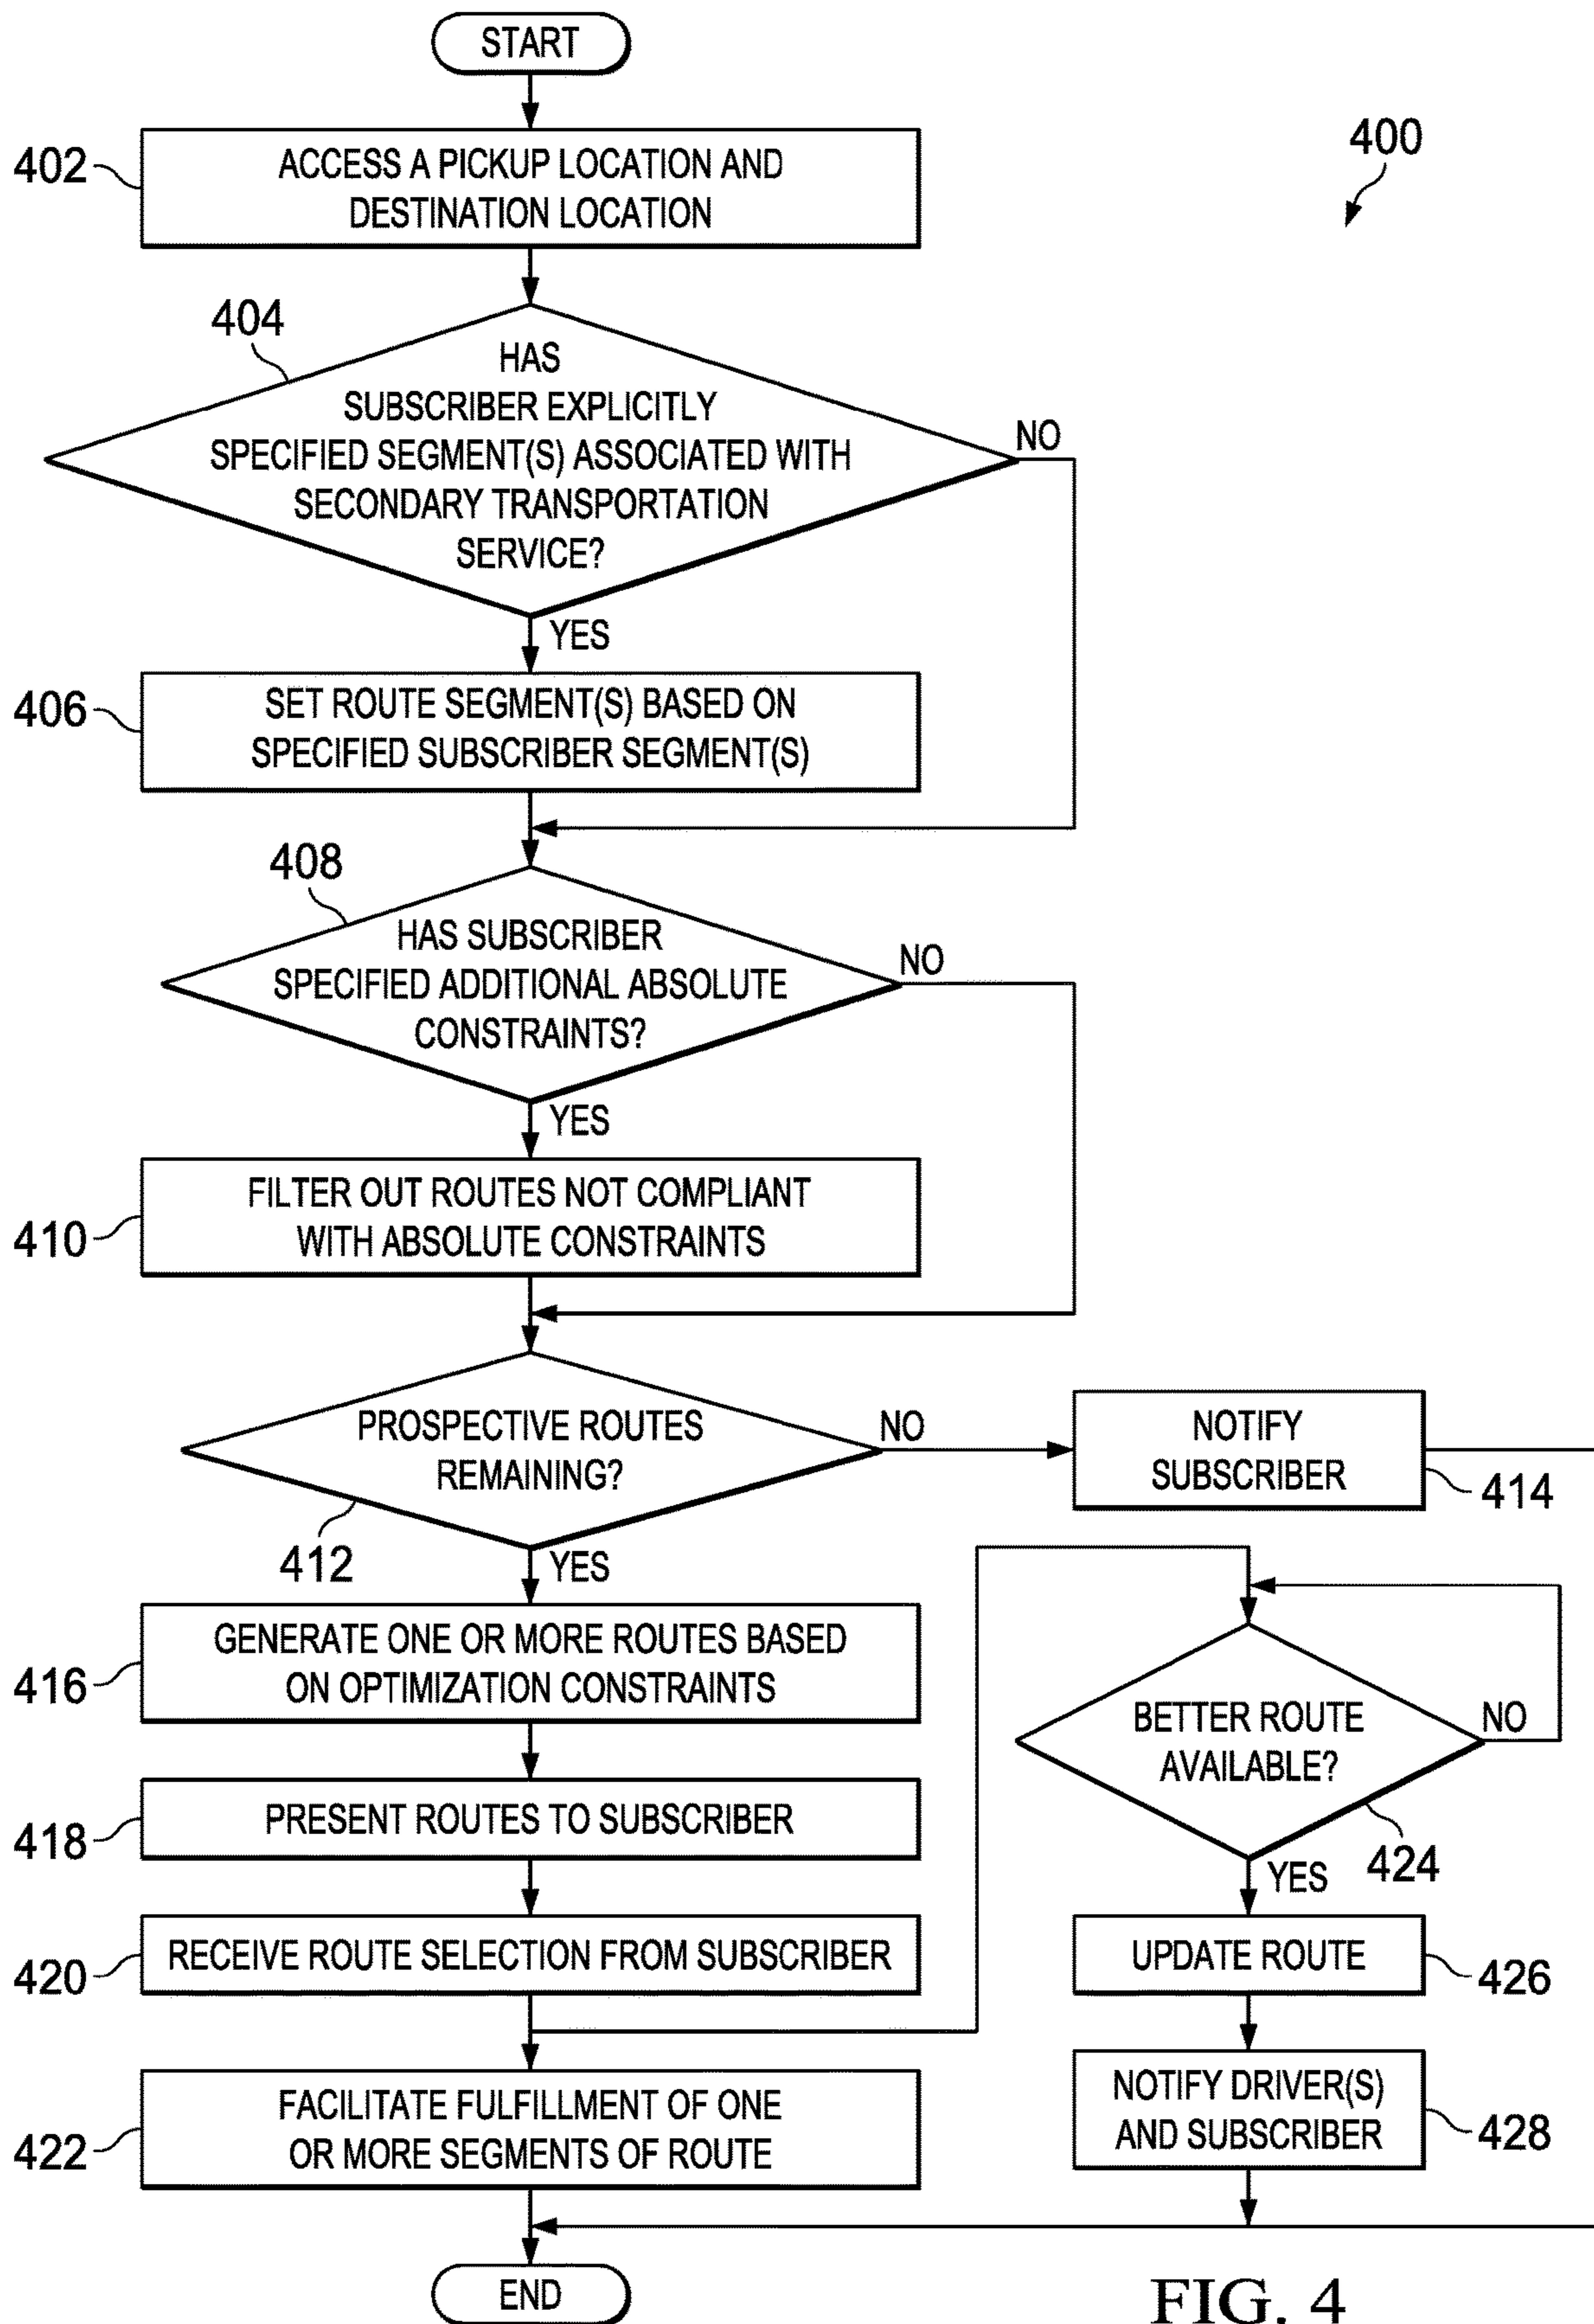 START
400
402
ACCESS A PICKUP LOCATION AND
DESTINATION LOCATION
404
HAS
SUBSCRIBER EXPLICITLY
SPECIFIED SEGMENT(S) ASSOCIATED WITH
SECONDARY TRANSPORTATION
SERVICE?
NO
YES
406
SET ROUTE SEGMENT(S) BASED ON
SPECIFIED SUBSCRIBER SEGMENT(S)
408
HAS SUBSCRIBER
SPECIFIED ADDITIONAL ABSOLUTE
CONSTRAINTS?
NO
YES
410
FILTER OUT ROUTES NOT COMPLIANT
WITH ABSOLUTE CONSTRAINTS
PROSPECTIVE ROUTES
REMAINING?
412
NO
NOTIFY
SUBSCRIBER
414
YES
416
GENERATE ONE OR MORE ROUTES BASED
ON OPTIMIZATION CONSTRAINTS
418
PRESENT ROUTES TO SUBSCRIBER
420
RECEIVE ROUTE SELECTION FROM SUBSCRIBER
422
FACILITATE FULFILLMENT OF ONE
OR MORE SEGMENTS OF ROUTE
BETTER ROUTE
AVAILABLE?
NO
424
YES
UPDATE ROUTE
426
NOTIFY DRIVER(S)
AND SUBSCRIBER
428
END
FIG. 4